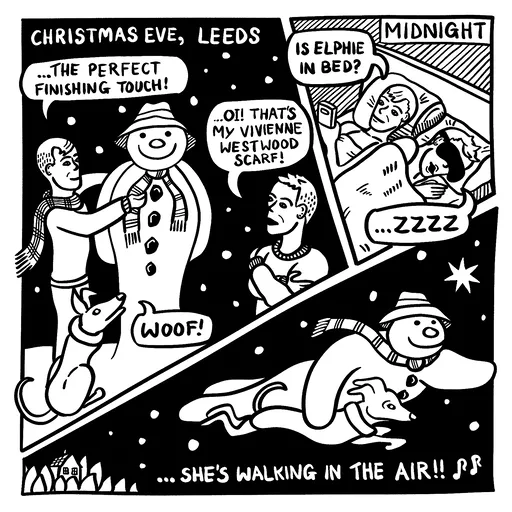 CHRISTMAS EVE, LEEDS
...THE PERFECT
FINISHING TOUCH!
...OI! THAT'S
MY VIVIENNE
WESTWOOD
SCARF!
WOOF!
MIDNIGHT
IS ELPHIE
IN BED?
...ZZZZ
...SHE'S WALKING IN THE AIR!! ♫♫